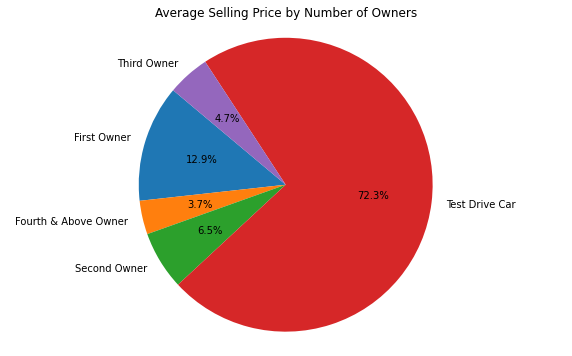 Average Selling Price by Number of Owners
Third Owner
4.7%
First Owner
12.9%
72.3%
Test Drive Car
3.7%
Fourth & Above Owner
6.5%
Second Owner